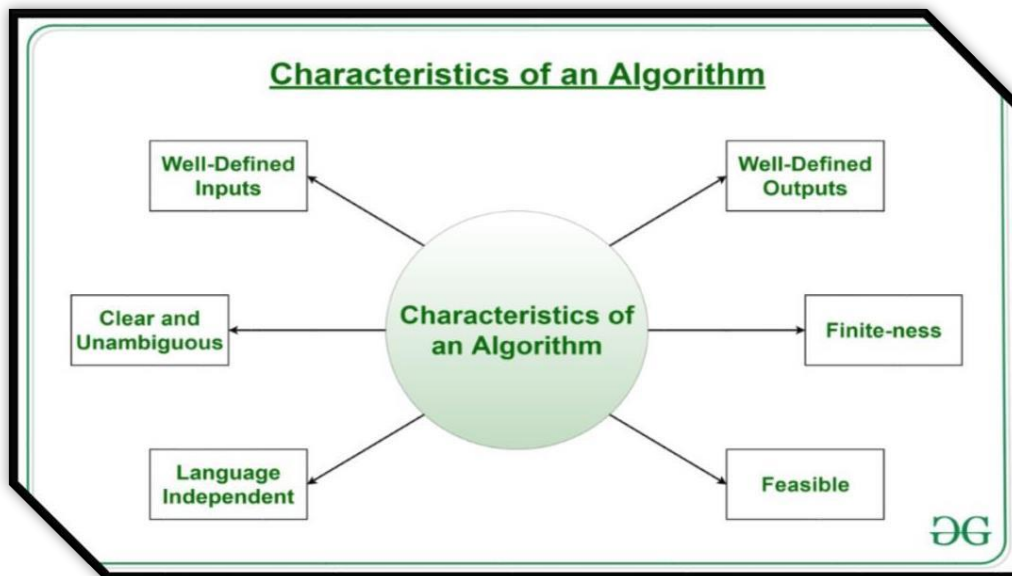 Characteristics of an Algorithm
Well-Defined
Inputs
Well-Defined
Outputs
Clear and
Unambiguous
Characteristics of
an Algorithm
Finite-ness
Language
Independent
Feasible